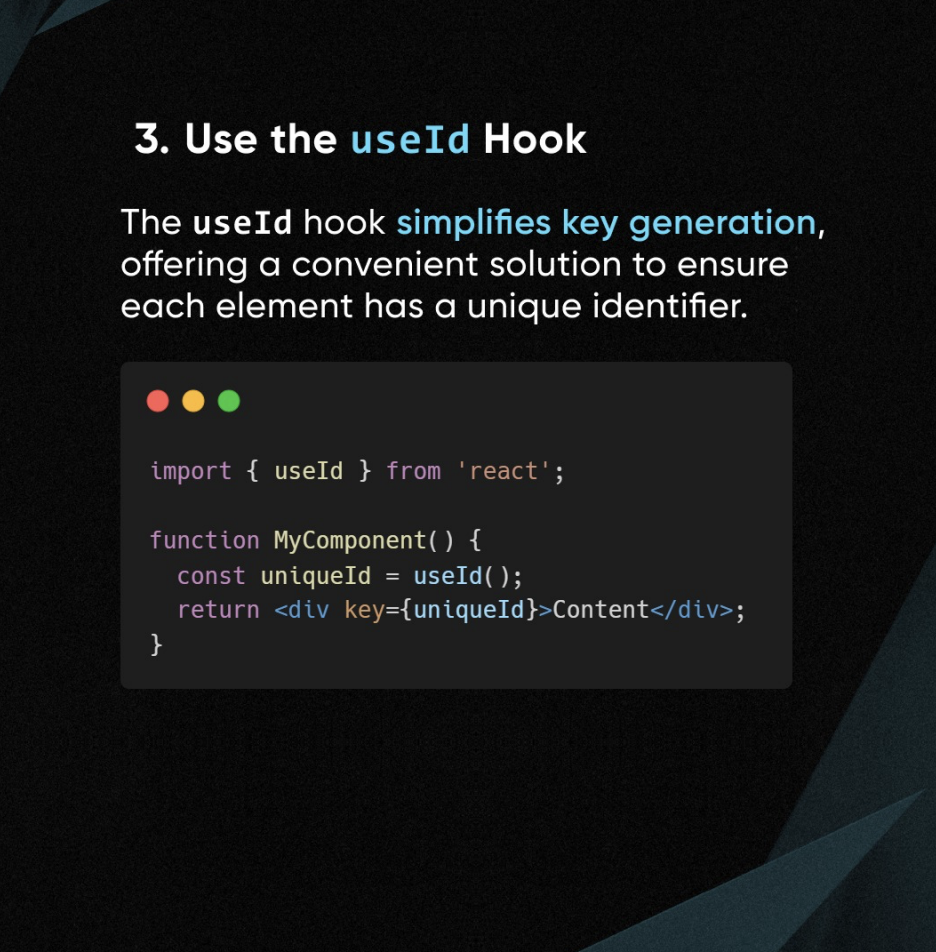 3. Use the useId Hook
The useId hook simplifies key generation,
offering a convenient solution to ensure
each element has a unique identifier.
import { useId } from 'react';
function MyComponent() {
  const uniqueId = useId();
  return <div key={uniqueId}>Content</div>;
}